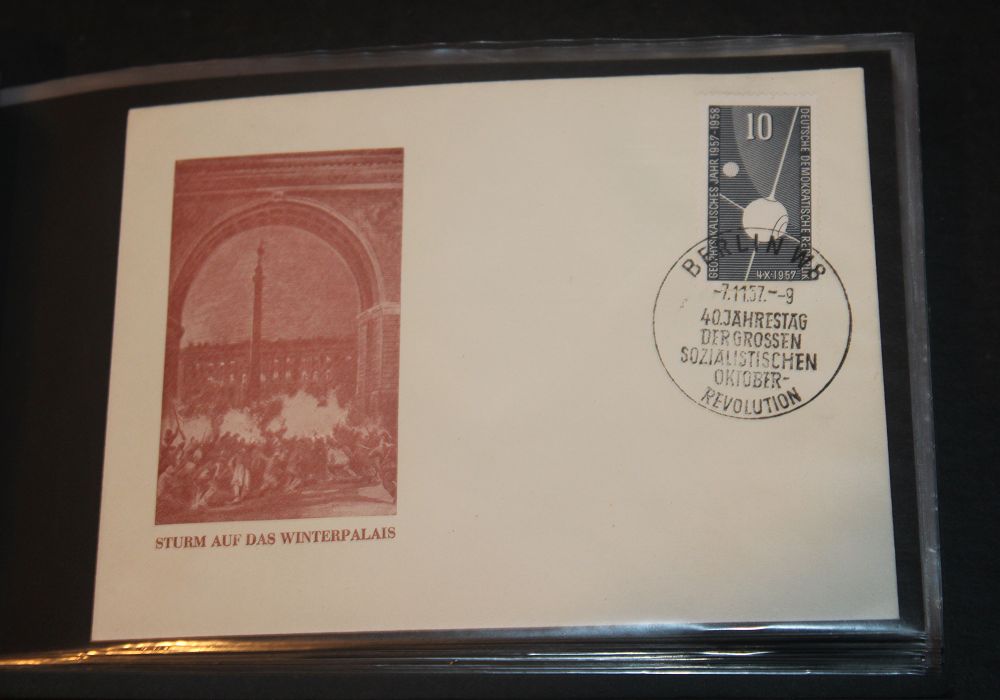 10
GEOPHYSIKALISCHES JAHR 1957-1958
DEUTSCHE DEMOKRATISCHE REPUBLIK
4·X·1957
BERLIN W8
-7.11.57.--9
40.JAHRESTAG
DER GROSSEN
SOZIALISTISCHEN
OKTOBER-
REVOLUTION
STURM AUF DAS WINTERPALAIS